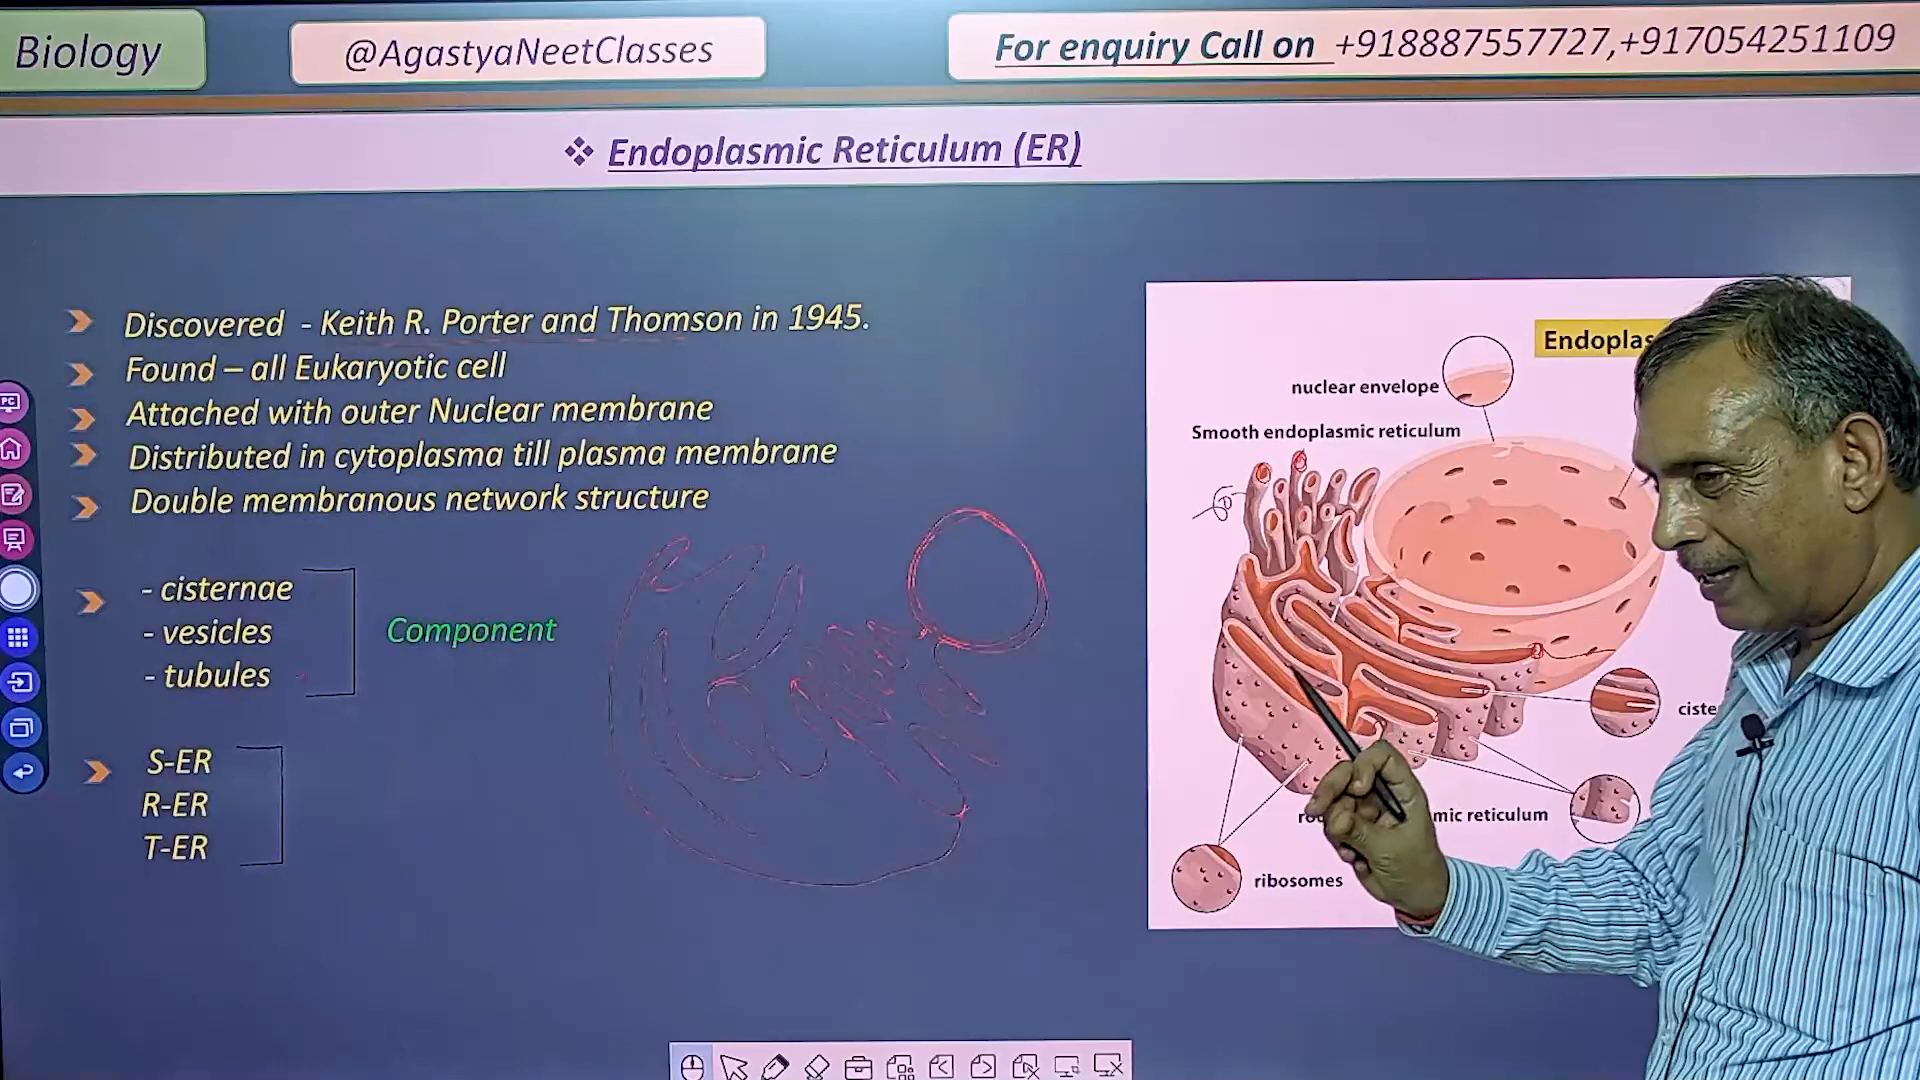 Biology
@AgastyaNeetClasses
For enquiry Call on +918887557727,+917054251109
❖ Endoplasmic Reticulum (ER)
Discovered - Keith R. Porter and Thomson in 1945.
Found – all Eukaryotic cell
Attached with outer Nuclear membrane
Distributed in cytoplasma till plasma membrane
Double membranous network structure
- cisternae
- vesicles
- tubules
Component
S-ER
R-ER
T-ER
nuclear envelope
Smooth endoplasmic reticulum
reticulum
ribosomes
PC